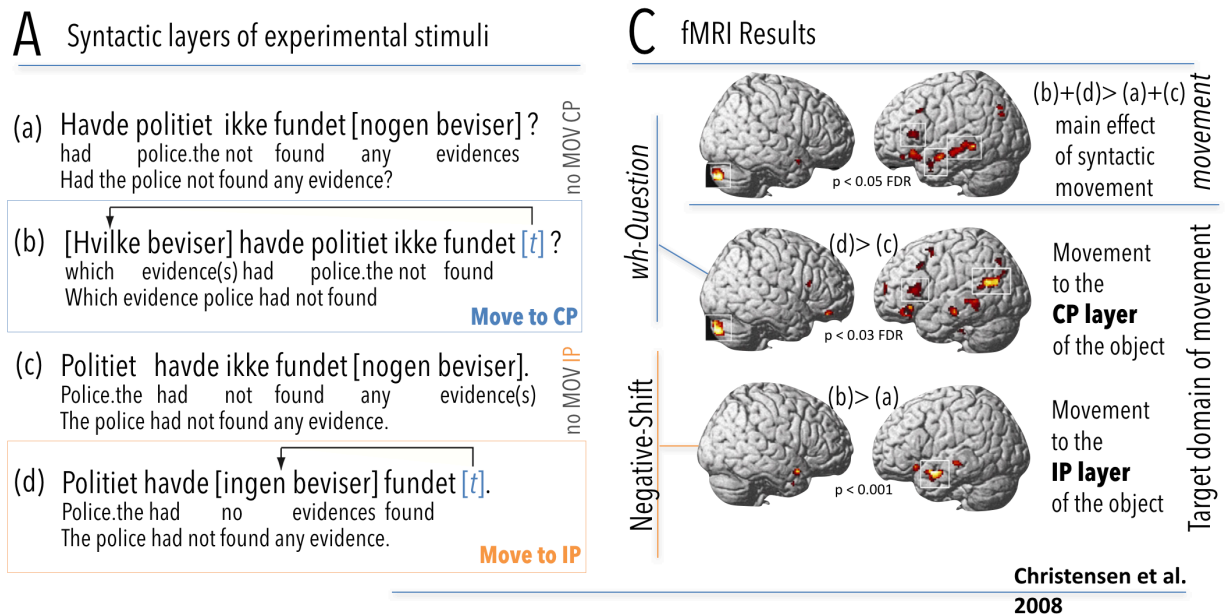 A Syntactic layers of experimental stimuli
(a) Havde politiet ikke fundet [nogen beviser] ?
had police.the not found any evidences
Had the police not found any evidence?
no MOV CP
(b) [Hvilke beviser] havde politiet ikke fundet [t] ?
which evidence(s) had police.the not found
Which evidence police had not found
Move to CP
(c) Politiet havde ikke fundet [nogen beviser].
Police.the had not found any evidence(s)
The police had not found any evidence.
no MOV IP
(d) Politiet havde [ingen beviser] fundet [t].
Police.the had no evidences found
The police had not found any evidence.
Move to IP
C fMRI Results
wh-Question
Negative-Shift
p < 0.05 FDR
(b)+(d)> (a)+(c)
main effect
of syntactic
movement
movement
(d)> (c)
p < 0.03 FDR
Movement
to the
CP layer
of the object
(b)> (a)
p < 0.001
Movement
to the
IP layer
of the object
Target domain of movement
Christensen et al.
2008